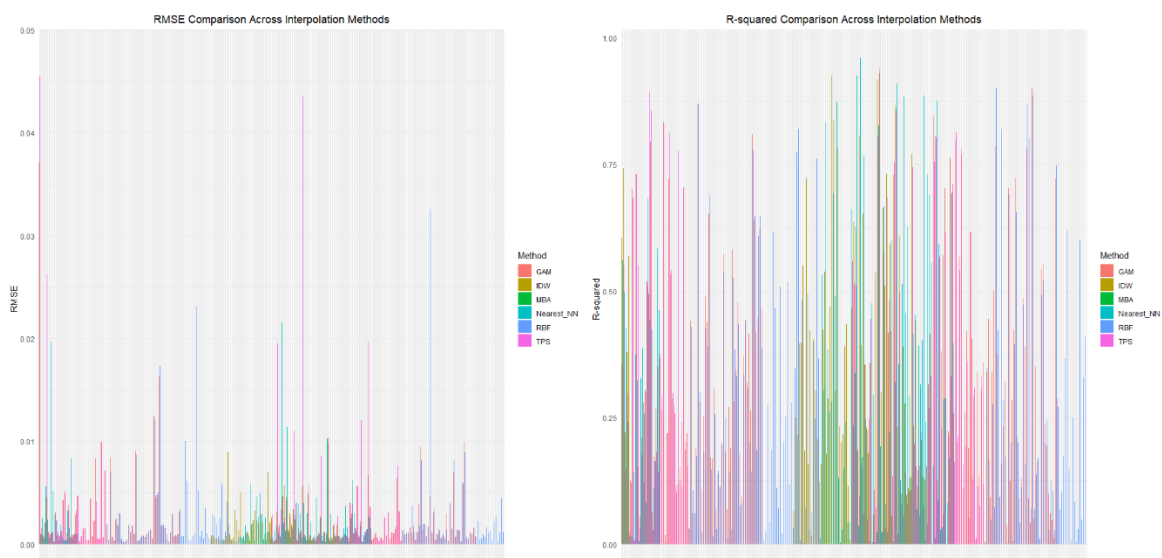 RMSE Comparison Across Interpolation Methods
0.05
0.04
0.03
0.02
0.01
0.00
RMSE
Method
GAM
IDW
MBA
Nearest_NN
RBF
TPS
R-squared Comparison Across Interpolation Methods
1.00
0.75
0.50
0.25
0.00
R-squared
Method
GAM
IDW
MBA
Nearest_NN
RBF
TPS